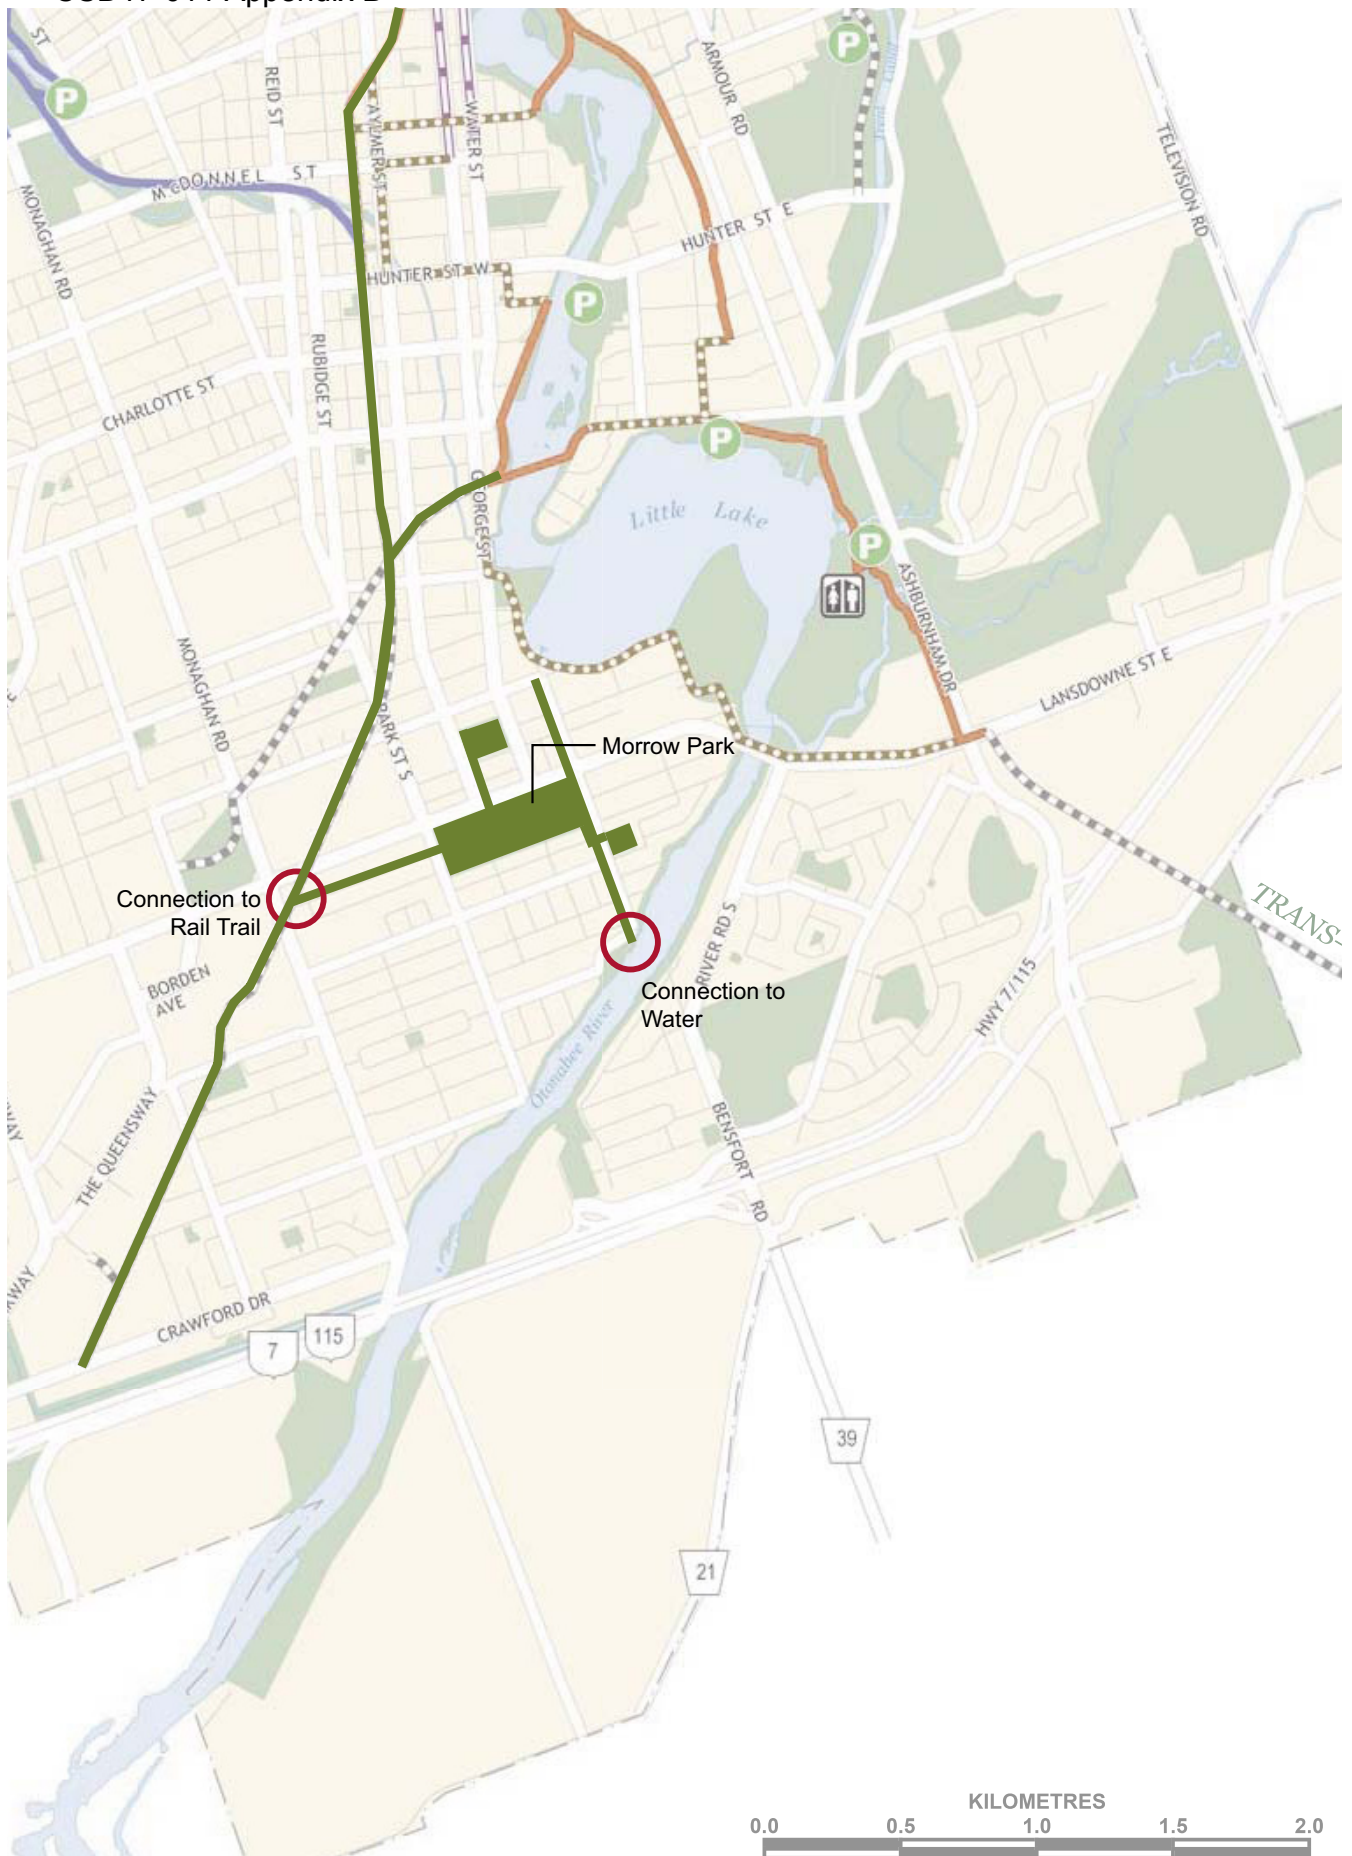 ST
P
P
REID ST
AYLMER ST
WATER ST
ARMOUR RD
Trent Canal
TELEVISION RD
McDONNEL ST
MONAGHAN RD
HUNTER ST E
HUNTER ST W
P
RUBIDGE ST
CHARLOTTE ST
P
GEORGE ST
Little Lake
P
ASHBURNHAM DR
MONAGHAN RD
LANSDOWNE ST E
PARK ST S
Morrow Park
Connection to
Rail Trail
TRANS-
BORDEN
AVE
RIVER RD S
HWY 7/115
Connection to
Water
Otonabee River
THE QUEENSWAY
BENSFORT RD
CRAWFORD DR
7
115
39
21
KILOMETRES
0.0 0.5 1.0 1.5 2.0